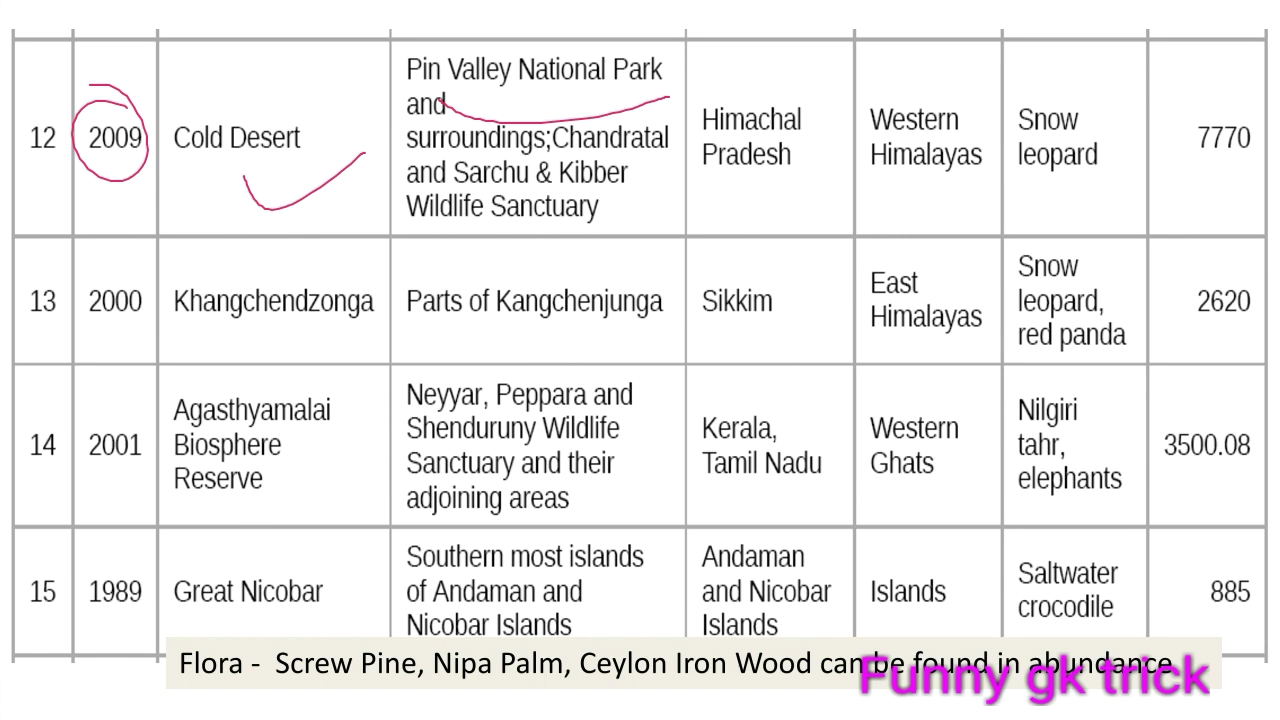 12 2009 Cold Desert Pin Valley National Park and surroundings;Chandratal and Sarchu & Kibber Wildlife Sanctuary Himachal Pradesh Western Himalayas Snow leopard 7770
13 2000 Khangchendzonga Parts of Kangchenjunga Sikkim East Himalayas Snow leopard, red panda 2620
14 2001 Agasthyamalai Biosphere Reserve Neyyar, Peppara and Shenduruny Wildlife Sanctuary and their adjoining areas Kerala, Tamil Nadu Western Ghats Nilgiri tahr, elephants 3500.08
15 1989 Great Nicobar Southern most islands of Andaman and Nicobar Islands Andaman and Nicobar Islands Islands Saltwater crocodile 885
Flora - Screw Pine, Nipa Palm, Ceylon Iron Wood can be found in abundance
Funny gk trick